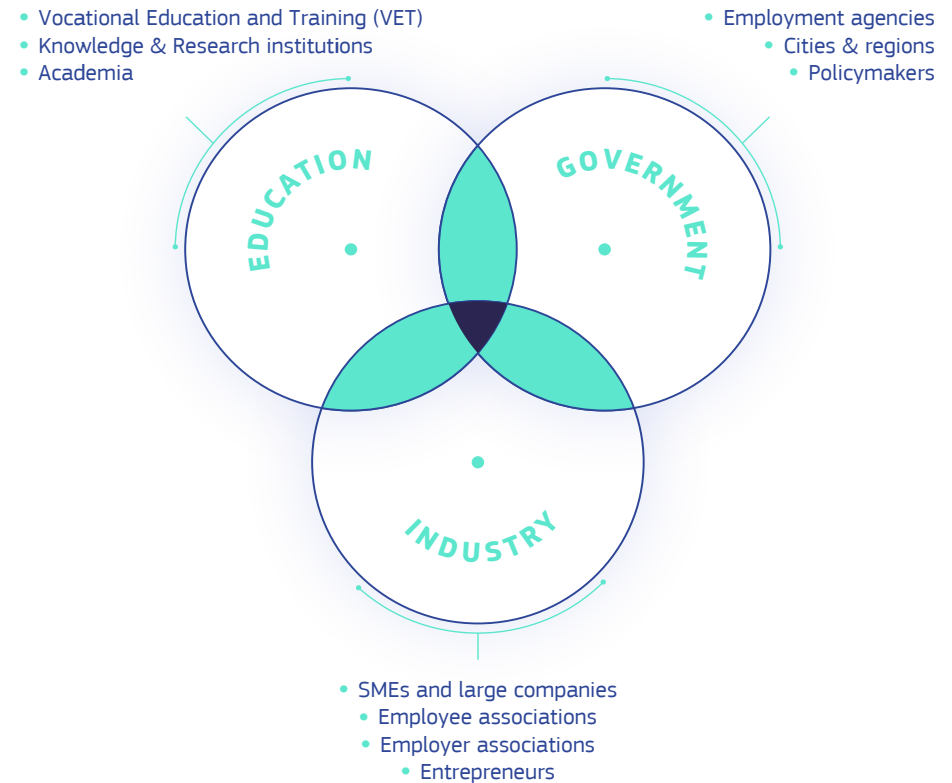 Vocational Education and Training (VET)
Knowledge & Research institutions
Academia
Employment agencies
Cities & regions
Policymakers
EDUCATION
GOVERNMENT
INDUSTRY
SMEs and large companies
Employee associations
Employer associations
Entrepreneurs